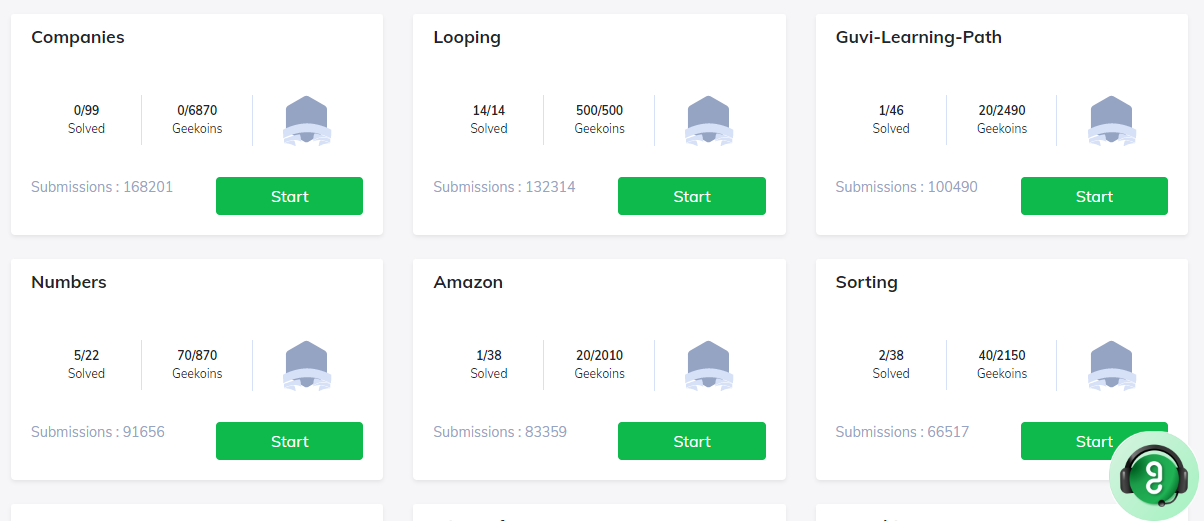 Companies
0/99
Solved
0/6870
Geekoins
Submissions : 168201
Start
Looping
14/14
Solved
500/500
Geekoins
Submissions : 132314
Start
Guvi-Learning-Path
1/46
Solved
20/2490
Geekoins
Submissions : 100490
Start
Numbers
5/22
Solved
70/870
Geekoins
Submissions : 91656
Start
Amazon
1/38
Solved
20/2010
Geekoins
Submissions : 83359
Start
Sorting
2/38
Solved
40/2150
Geekoins
Submissions : 66517
Start